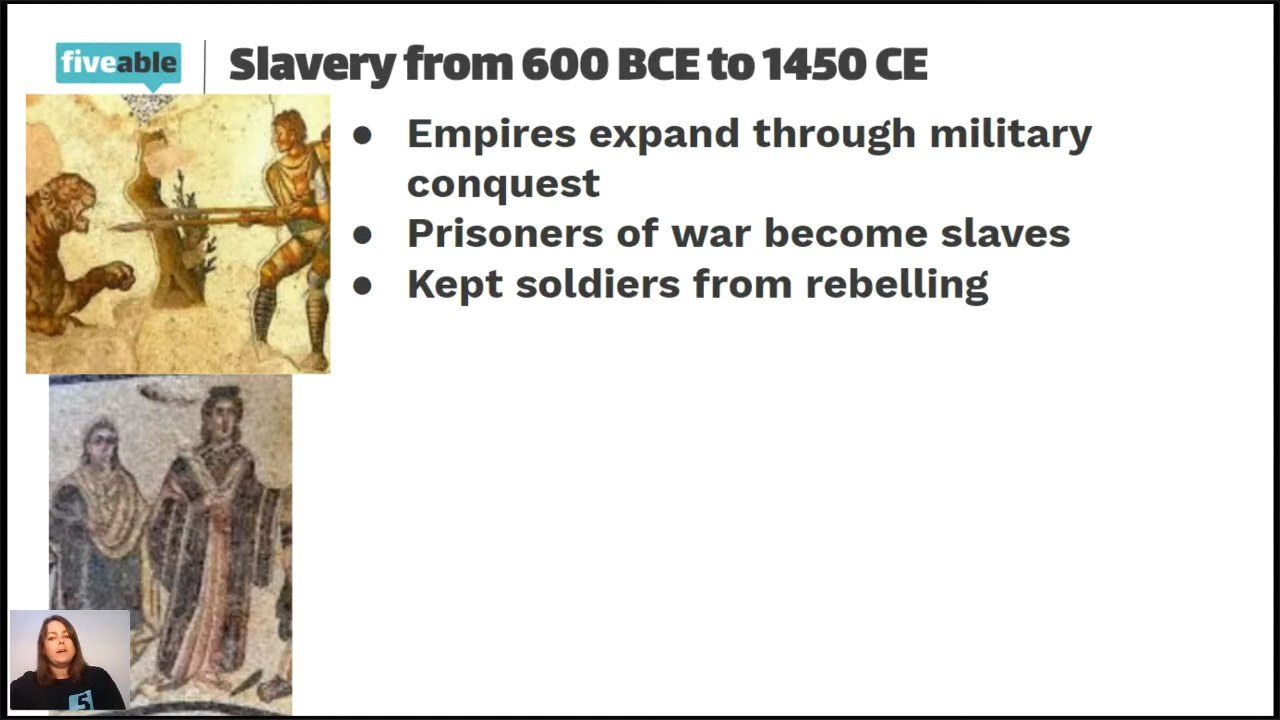 fiveable
Slavery from 600 BCE to 1450 CE
● Empires expand through military
conquest
● Prisoners of war become slaves
● Kept soldiers from rebelling
5